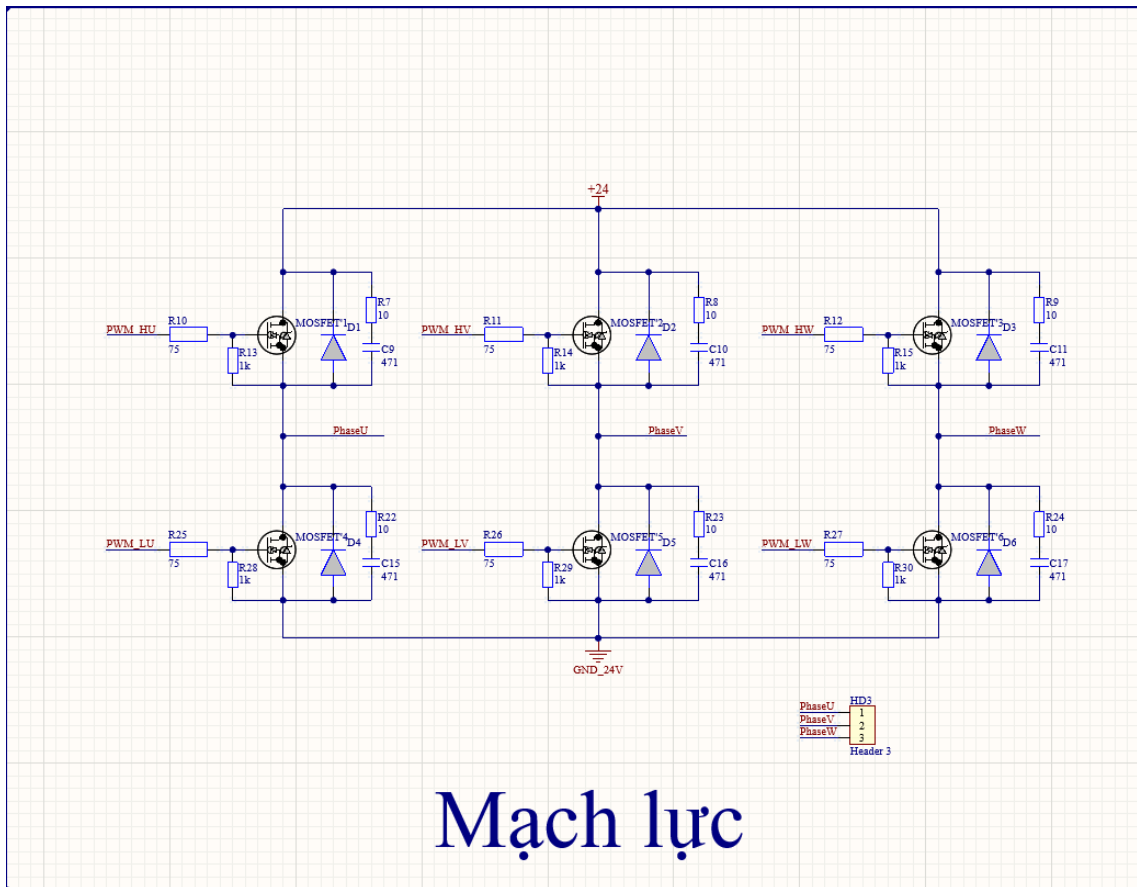 +24
R7
10
R8
10
R9
10
MOSFET'1
D1
MOSFET'2
D2
MOSFET'3
D3
PWM_HU
R10
75
PWM_HV
R11
75
PWM_HW
R12
75
R13
1k
C9
471
R14
1k
C10
471
R15
1k
C11
471
PhaseU
PhaseV
PhaseW
R22
10
R23
10
R24
10
MOSFET'4
D4
MOSFET'5
D5
MOSFET'6
D6
PWM_LU
R25
75
PWM_LV
R26
75
PWM_LW
R27
75
R28
1k
C15
471
R29
1k
C16
471
R30
1k
C17
471
GND_24V
HD3
PhaseU 1
PhaseV 2
PhaseW 3
Header 3
Mạch lực